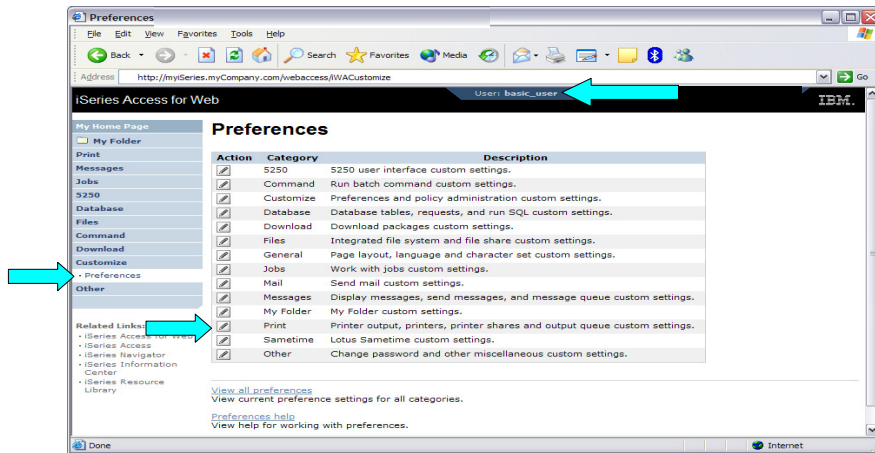 Preferences
File Edit View Favorites Tools Help
Back Search Favorites Media
Address http://myiSeries.myCompany.com/webaccess/iWACustomize Go
iSeries Access for Web
User: basic_user
IBM.
My Home Page
My Folder
Print
Messages
Jobs
5250
Database
Files
Command
Download
Customize
• Preferences
Other
Related Links:
• iSeries Access for Web
• iSeries Access
• iSeries Navigator
• iSeries Information
Center
• iSeries Resource
Library
Preferences
Action Category Description
5250 5250 user interface custom settings.
Command Run batch command custom settings.
Customize Preferences and policy administration custom settings.
Database Database tables, requests, and run SQL custom settings.
Download Download packages custom settings.
Files Integrated file system and file share custom settings.
General Page layout, language and character set custom settings.
Jobs Work with jobs custom settings.
Mail Send mail custom settings.
Messages Display messages, send messages, and message queue custom settings.
My Folder My Folder custom settings.
Print Printer output, printers, printer shares and output queue custom settings.
Sametime Lotus Sametime custom settings.
Other Change password and other miscellaneous custom settings.
View all preferences
View current preference settings for all categories.
Preferences help
View help for working with preferences.
Done Internet